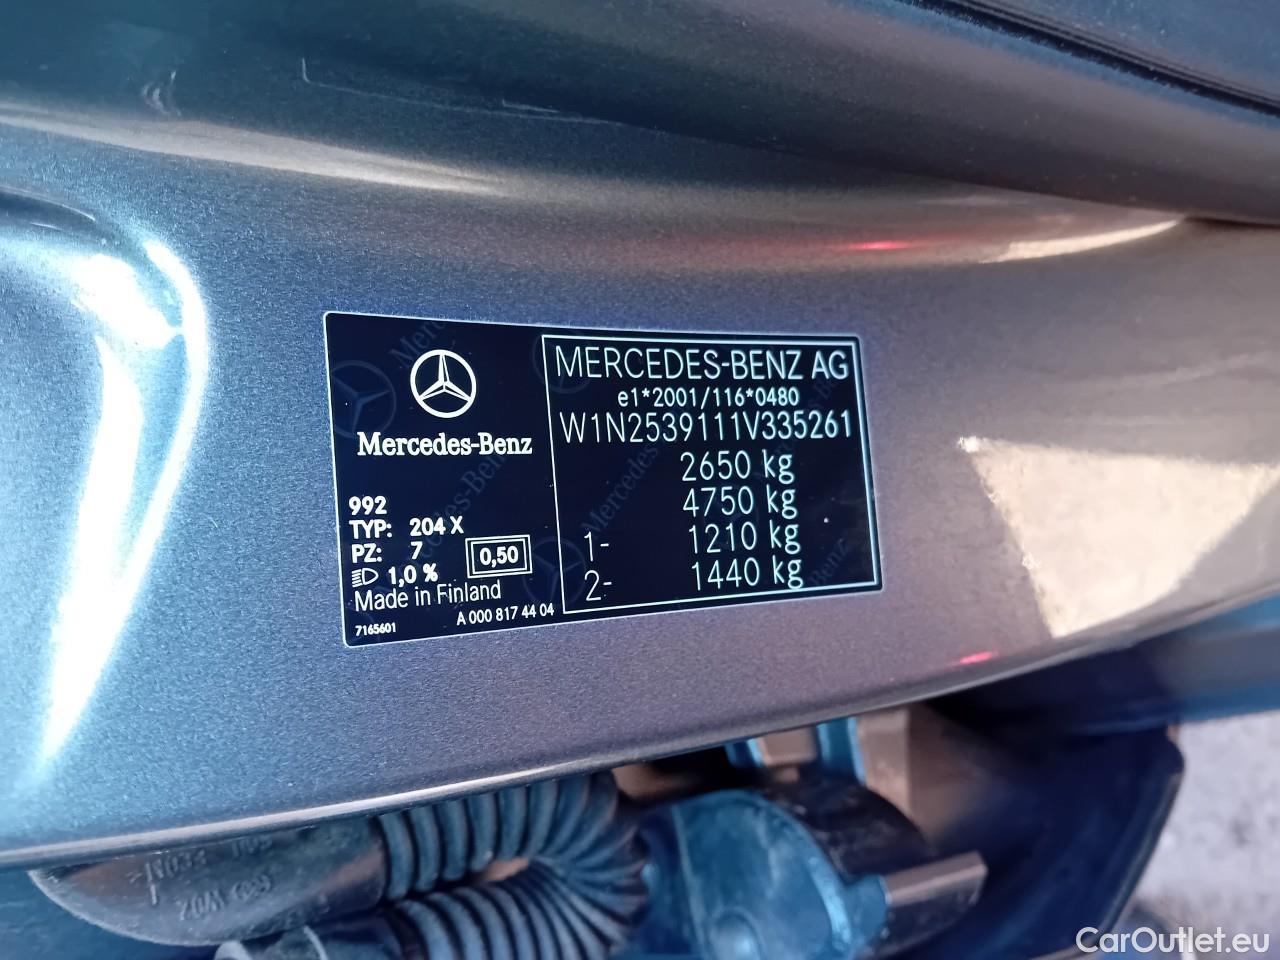 Mercedes-Benz
992
TYP: 204 X
PZ: 7
0,50
1,0 %
Made in Finland
7165601
A 000 817 44 04
MERCEDES-BENZ AG
e1*2001/116*0480
W1N2539111V335261
2650 kg
4750 kg
1- 1210 kg
2- 1440 kg
CarOutlet.eu